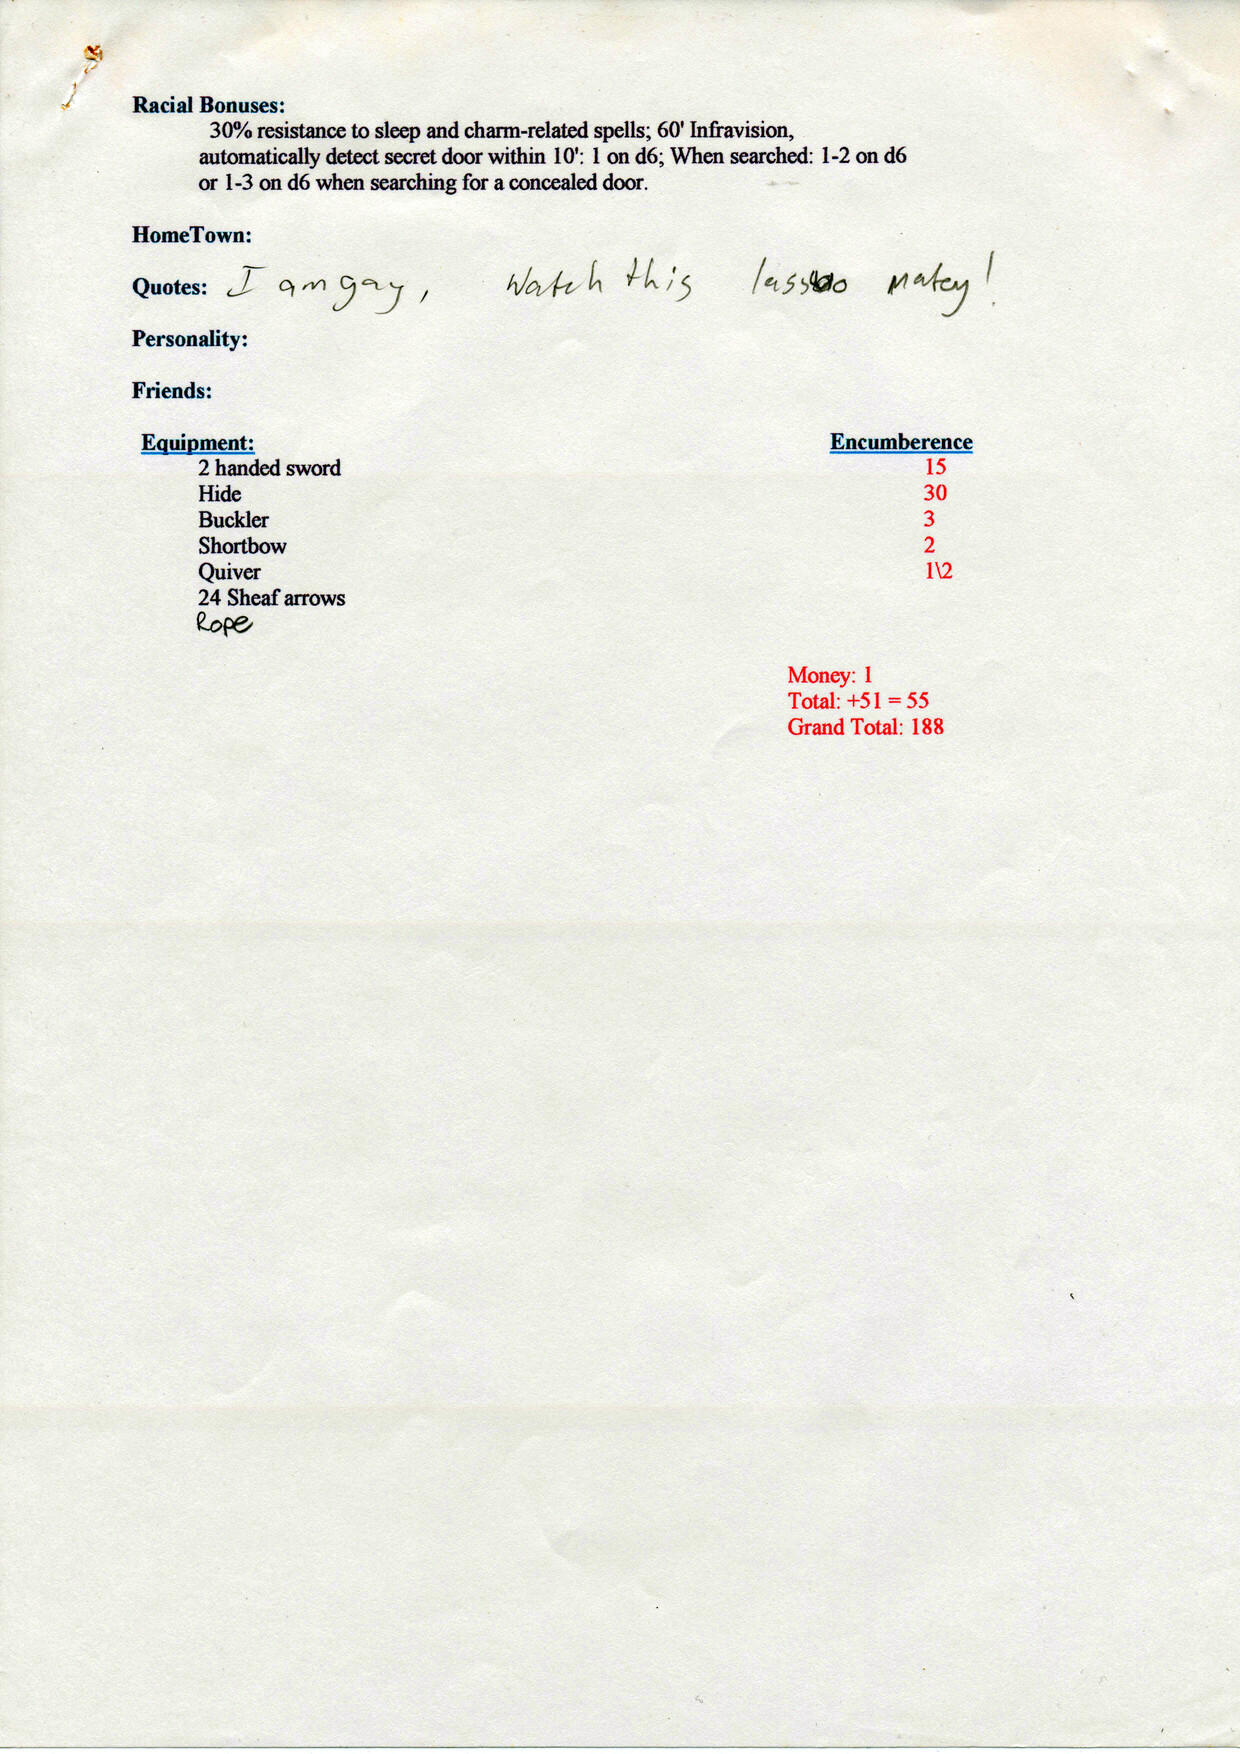 Racial Bonuses:
30% resistance to sleep and charm-related spells; 60' Infravision,
automatically detect secret door within 10': 1 on d6; When searched: 1-2 on d6
or 1-3 on d6 when searching for a concealed door.
HomeTown:
Quotes: I am gay, Watch this lassoo matey!
Personality:
Friends:
Equipment: Encumberence
2 handed sword 15
Hide 30
Buckler 3
Shortbow 2
Quiver 1\2
24 Sheaf arrows
Rope
Money: 1
Total: +51 = 55
Grand Total: 188